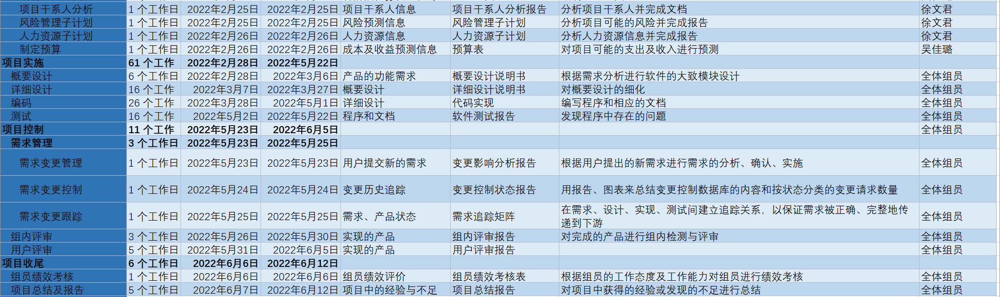 项目干系人分析 1 个工作日 2022年2月25日 2022年2月25日 项目干系人信息 项目干系人分析报告 分析项目干系人并完成文档 徐文君
风险管理子计划 1 个工作日 2022年2月25日 2022年2月25日 风险预测信息 风险管理子计划 分析项目可能的风险并完成报告 徐文君
人力资源子计划 1 个工作日 2022年2月26日 2022年2月26日 人力资源信息 人力资源子计划 分析人力资源信息并完成报告 徐文君
制定预算 1 个工作日 2022年2月26日 2022年2月26日 成本及收益预测信息 预算表 对项目可能的支出及收入进行预测 吴佳璐
项目实施 61 个工作 2022年2月28日 2022年5月22日
概要设计 6 个工作日 2022年2月28日 2022年3月6日 产品的功能需求 概要设计说明书 根据需求分析进行软件的大致模块设计 全体组员
详细设计 16 个工作 2022年3月7日 2022年3月27日 概要设计 详细设计说明书 对概要设计的细化 全体组员
编码 26 个工作 2022年3月28日 2022年5月1日 详细设计 代码实现 编写程序和相应的文档 全体组员
测试 16 个工作 2022年5月2日 2022年5月22日 程序和文档 软件测试报告 发现程序中存在的问题 全体组员
项目控制 11 个工作 2022年5月23日 2022年6月5日 全体组员
需求管理 3 个工作日 2022年5月23日 2022年5月25日
需求变更管理 1 个工作日 2022年5月23日 2022年5月23日 用户提交新的需求 变更影响分析报告 根据用户提出的新需求进行需求的分析、确认、实施 全体组员
需求变更控制 1 个工作日 2022年5月24日 2022年5月24日 变更历史追踪 变更控制状态报告 用报告、图表来总结变更控制数据库的内容和按状态分类的变更请求数量 全体组员
需求变更跟踪 1 个工作日 2022年5月25日 2022年5月25日 需求、产品状态 需求追踪矩阵 在需求、设计、实现、测试间建立追踪关系，以保证需求被正确、完整地传
递到下游 全体组员
组内评审 3 个工作日 2022年5月26日 2022年5月30日 实现的产品 组内评审报告 对完成的产品进行组内检测与评审 全体组员
用户评审 5 个工作日 2022年5月31日 2022年6月5日 实现的产品 用户评审报告 全体组员
项目收尾 6 个工作日 2022年6月6日 2022年6月12日
组员绩效考核 1 个工作日 2022年6月6日 2022年6月6日 组员绩效评价 组员绩效考核表 根据组员的工作态度及工作能力对组员进行绩效考核 全体组员
项目总结及报告 5 个工作日 2022年6月7日 2022年6月12日 项目中的经验与不足 项目总结报告 对项目中获得的经验或发现的不足进行总结 全体组员